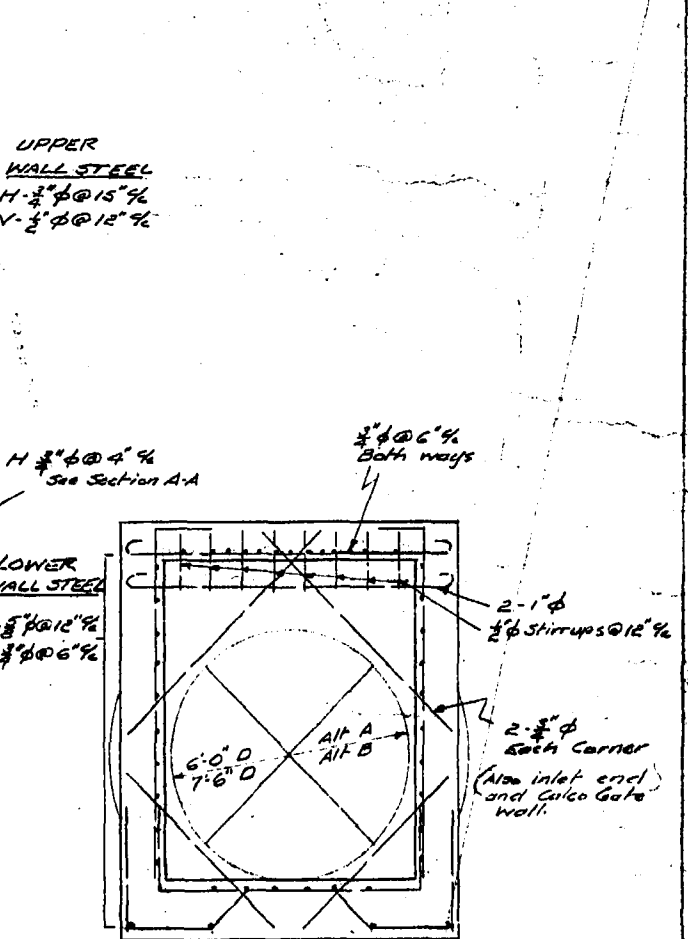 UPPER
WALL STEEL
H-¾"ϕ@15"c/c
V-½"ϕ@12"c/c
H ¾"ϕ@4"c/c
See Section A-A
¾"ϕ@6"c/c
Both ways
LOWER
WALL STEEL
⅝"ϕ@12"c/c
¾"ϕ@6"c/c
2-1"ϕ
½"ϕ Stirrups@12"c/c
2-¾"ϕ
Each Corner
(Also inlet end
and Calco Gate
wall.)
Alt A
Alt B
6'-0" D
7'-6" D